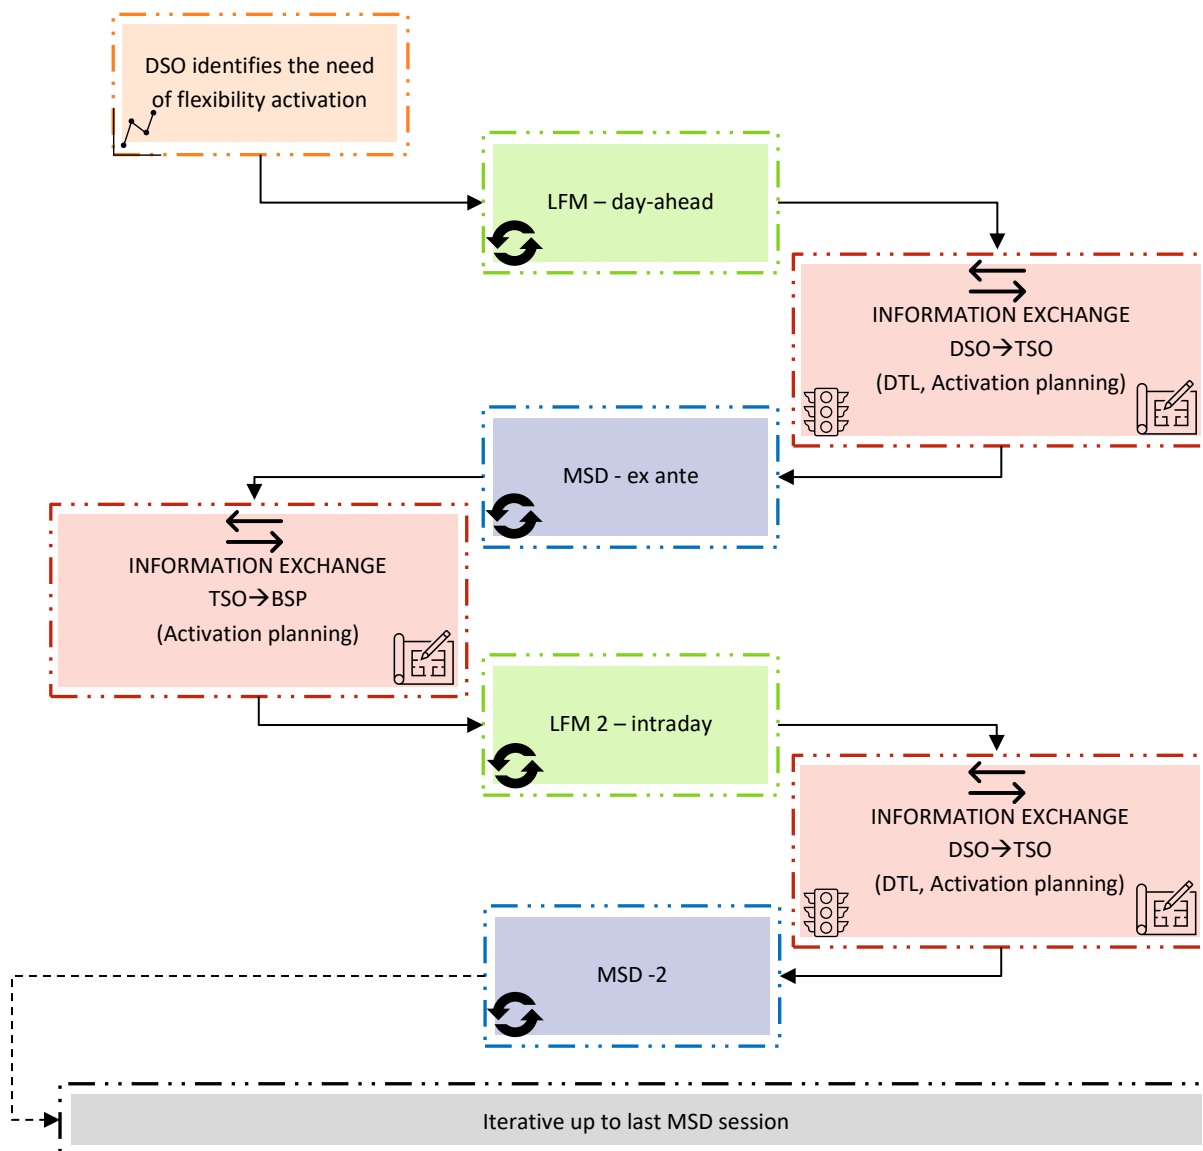 DSO identifies the need
of flexibility activation
LFM – day-ahead
INFORMATION EXCHANGE
DSO→TSO
(DTL, Activation planning)
MSD - ex ante
INFORMATION EXCHANGE
TSO→BSP
(Activation planning)
LFM 2 – intraday
INFORMATION EXCHANGE
DSO→TSO
(DTL, Activation planning)
MSD -2
Iterative up to last MSD session